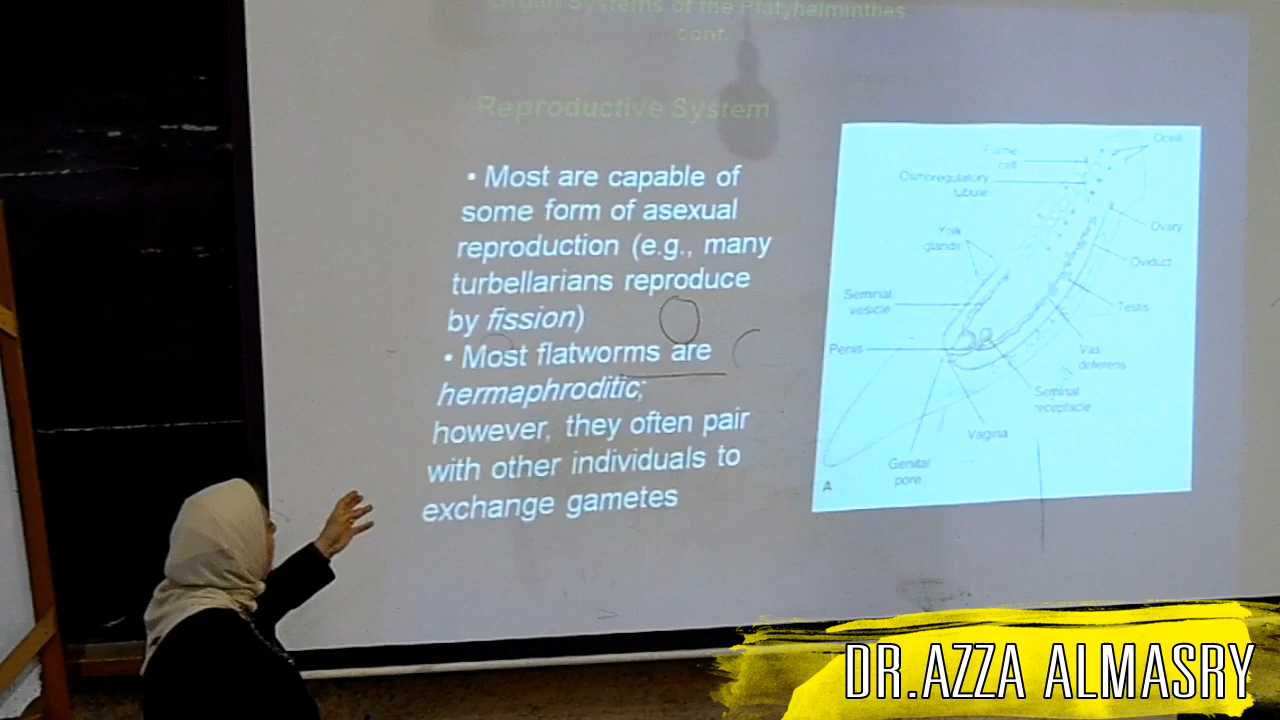 Organ Systems of the Platyhelminthes
cont.
Reproductive System
• Most are capable of
some form of asexual
reproduction (e.g., many
turbellarians reproduce
by fission)
• Most flatworms are
hermaphroditic;
however, they often pair
with other individuals to
exchange gametes
Flame
cell
Ocelli
Osmoregulatory
tubule
Yolk
glands
Ovary
Oviduct
Seminal
vesicle
Testis
Penis
Vas
deferens
Seminal
receptacle
Vagina
Genital
pore
A
DR.AZZA ALMASRY